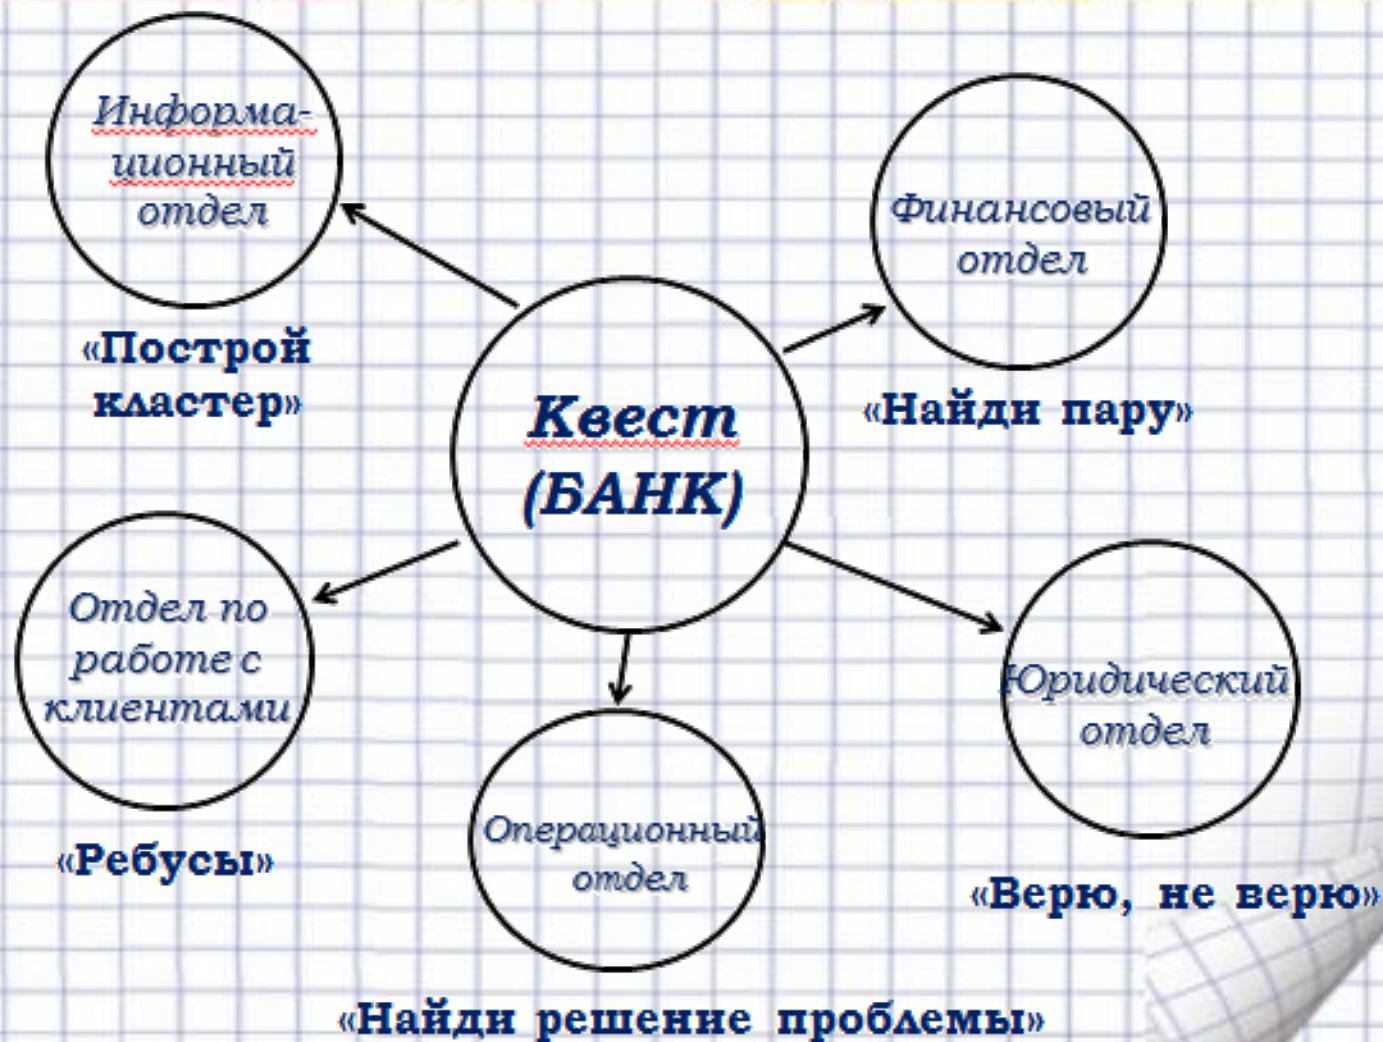 Информа-
ционный
отдел
«Построй
кластер»
Финансовый
отдел
«Найди пару»
Квест
(БАНК)
Отдел по
работе с
клиентами
«Ребусы»
Операционный
отдел
«Найди решение проблемы»
Юридический
отдел
«Верю, не верю»